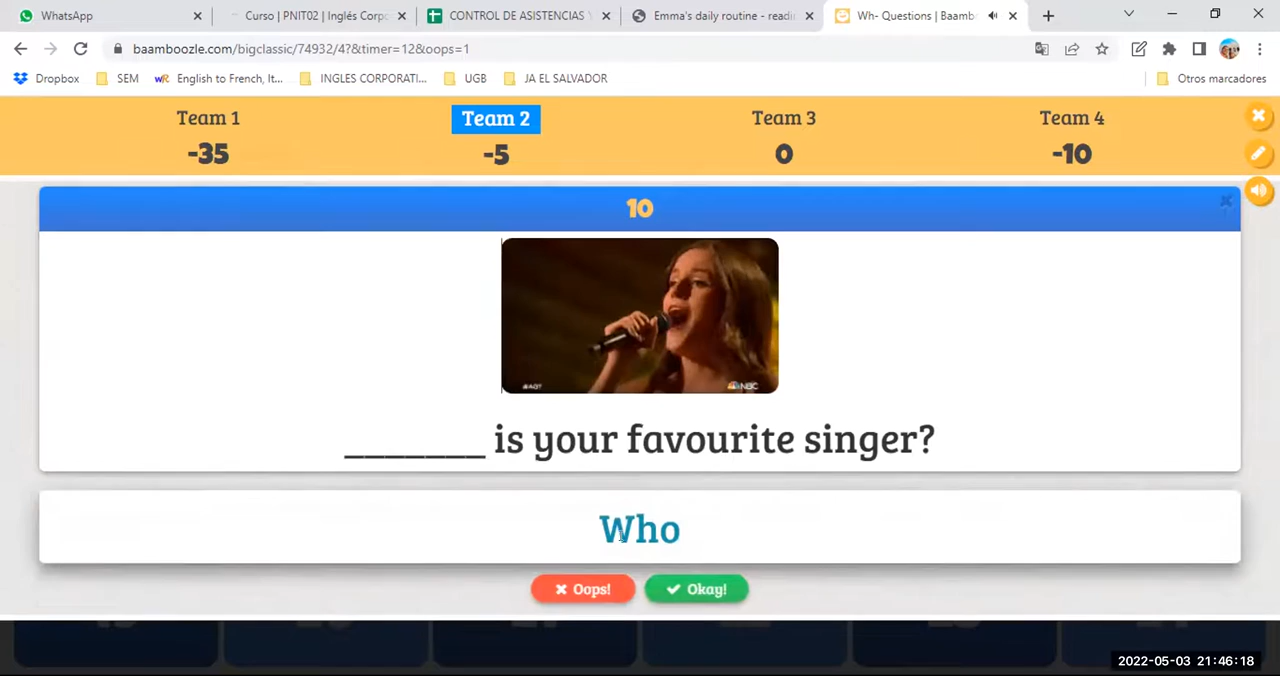 WhatsApp
Curso | PNIT02 | Inglés Corpo
CONTROL DE ASISTENCIAS Y
Emma's daily routine - readi
Wh- Questions | Baamb
baamboozle.com/bigclassic/74932/4?&timer=12&oops=1
Dropbox
SEM
English to French, It...
INGLES CORPORATI...
UGB
JA EL SALVADOR
Otros marcadores
Team 1
Team 2
Team 3
Team 4
-35
-5
0
-10
10
#AGT
NBC
_______ is your favourite singer?
Who
Oops!
Okay!
2022-05-03 21:46:18